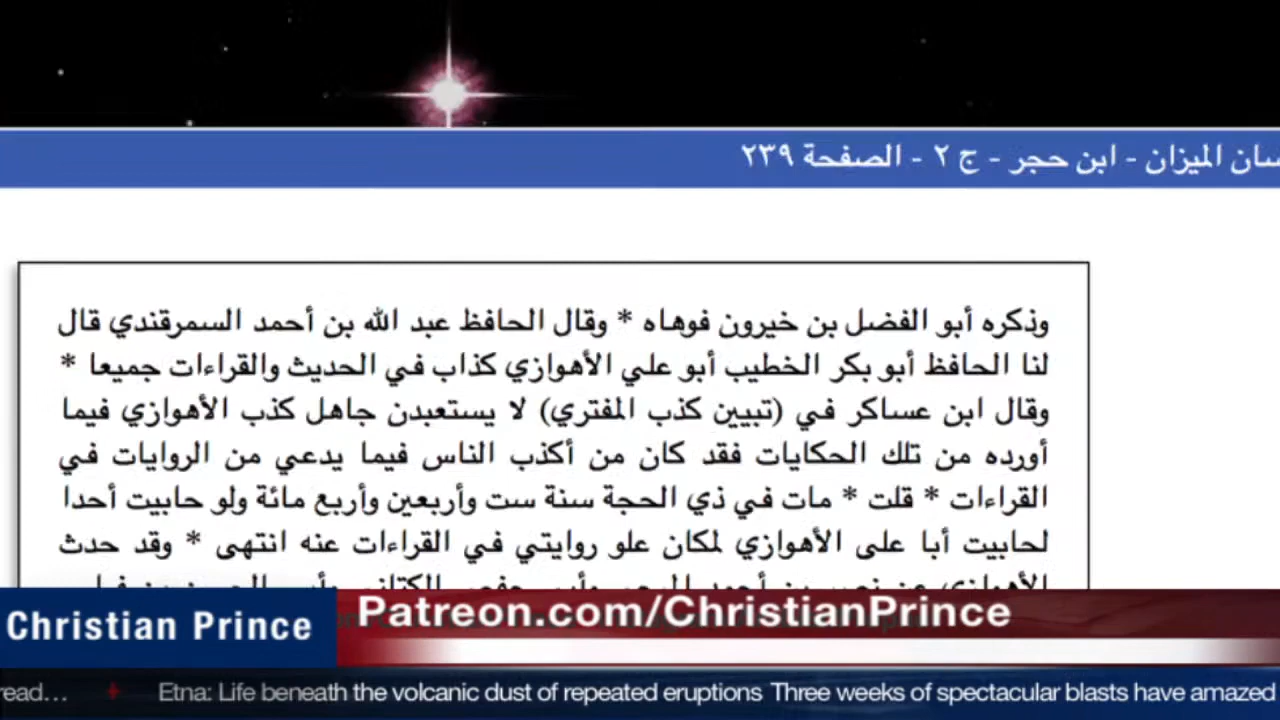 سان الميزان - ابن حجر - ج ٢ - الصفحة ٢٣٩
وذكره أبو الفضل بن خيرون فوهاه * وقال الحافظ عبد الله بن أحمد السمرقندي قال
لنا الحافظ أبو بكر الخطيب أبو علي الأهوازي كذاب في الحديث والقراءات جميعا *
وقال ابن عساكر في (تبيين كذب المفتري) لا يستعبدن جاهل كذب الأهوازي فيما
أورده من تلك الحكايات فقد كان من أكذب الناس فيما يدعي من الروايات في
القراءات * قلت * مات في ذي الحجة سنة ست وأربعين وأربع مائة ولو حابيت أحدا
لحابيت أبا على الأهوازي لمكان علو روايتي في القراءات عنه انتهى * وقد حدث
Patreon.com/ChristianPrince
Christian Prince
read… Etna: Life beneath the volcanic dust of repeated eruptions Three weeks of spectacular blasts have amazed